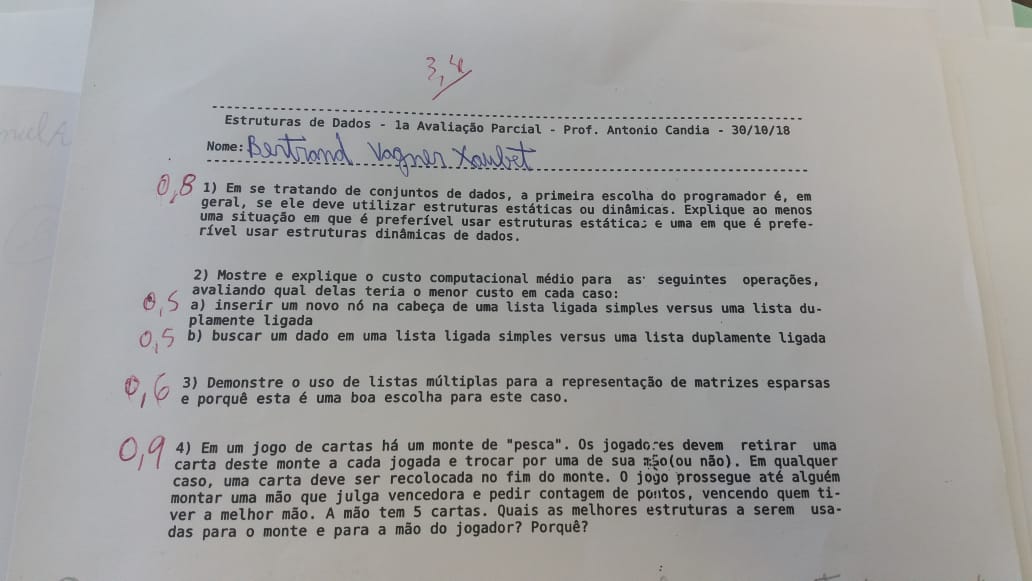 3,4
Estruturas de Dados - 1a Avaliação Parcial - Prof. Antonio Candia - 30/10/18
Nome: Bertrand Vagner Xaubet
0,8 1) Em se tratando de conjuntos de dados, a primeira escolha do programador é, em
geral, se ele deve utilizar estruturas estáticas ou dinâmicas. Explique ao menos
uma situação em que é preferível usar estruturas estáticas e uma em que é prefe-
rível usar estruturas dinâmicas de dados.
2) Mostre e explique o custo computacional médio para as seguintes operações,
avaliando qual delas teria o menor custo em cada caso:
0,5 a) inserir um novo nó na cabeça de uma lista ligada simples versus uma lista du-
plamente ligada
0,5 b) buscar um dado em uma lista ligada simples versus uma lista duplamente ligada
0,6 3) Demonstre o uso de listas múltiplas para a representação de matrizes esparsas
e porquê esta é uma boa escolha para este caso.
0,9 4) Em um jogo de cartas há um monte de "pesca". Os jogadores devem retirar uma
carta deste monte a cada jogada e trocar por uma de sua mão(ou não). Em qualquer
caso, uma carta deve ser recolocada no fim do monte. O jogo prossegue até alguém
montar uma mão que julga vencedora e pedir contagem de pontos, vencendo quem ti-
ver a melhor mão. A mão tem 5 cartas. Quais as melhores estruturas a serem usa-
das para o monte e para a mão do jogador? Porquê?